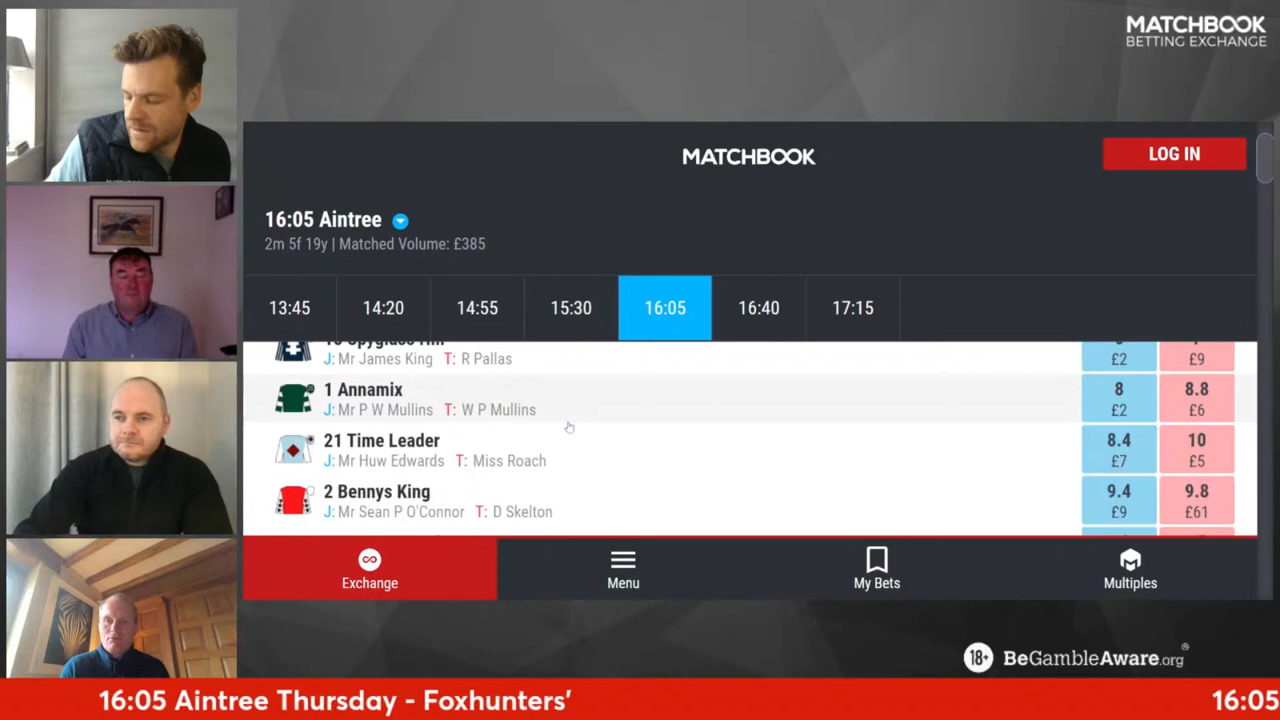 MATCHBOOK
BETTING EXCHANGE
MATCHBOOK
LOG IN
16:05 Aintree
2m 5f 19y | Matched Volume: £385
13:45 14:20 14:55 15:30 16:05 16:40 17:15
J: Mr James King T: R Pallas £2 £9
1 Annamix 8 8.8
J: Mr P W Mullins T: W P Mullins £2 £6
21 Time Leader 8.4 10
J: Mr Huw Edwards T: Miss Roach £7 £5
2 Bennys King 9.4 9.8
J: Mr Sean P O'Connor T: D Skelton £9 £61
Exchange Menu My Bets Multiples
18+ BeGambleAware.org
16:05 Aintree Thursday - Foxhunters' 16:05